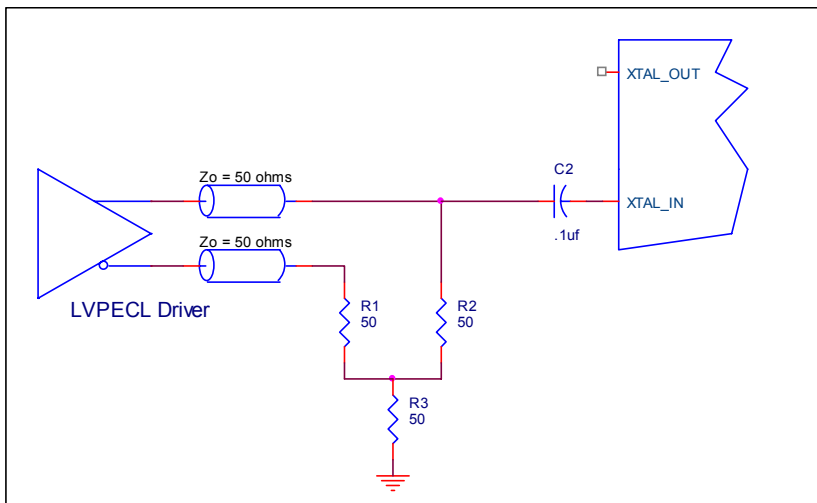 XTAL_OUT
Zo = 50 ohms
C2
XTAL_IN
.1uf
Zo = 50 ohms
LVPECL Driver
R1
50
R2
50
R3
50